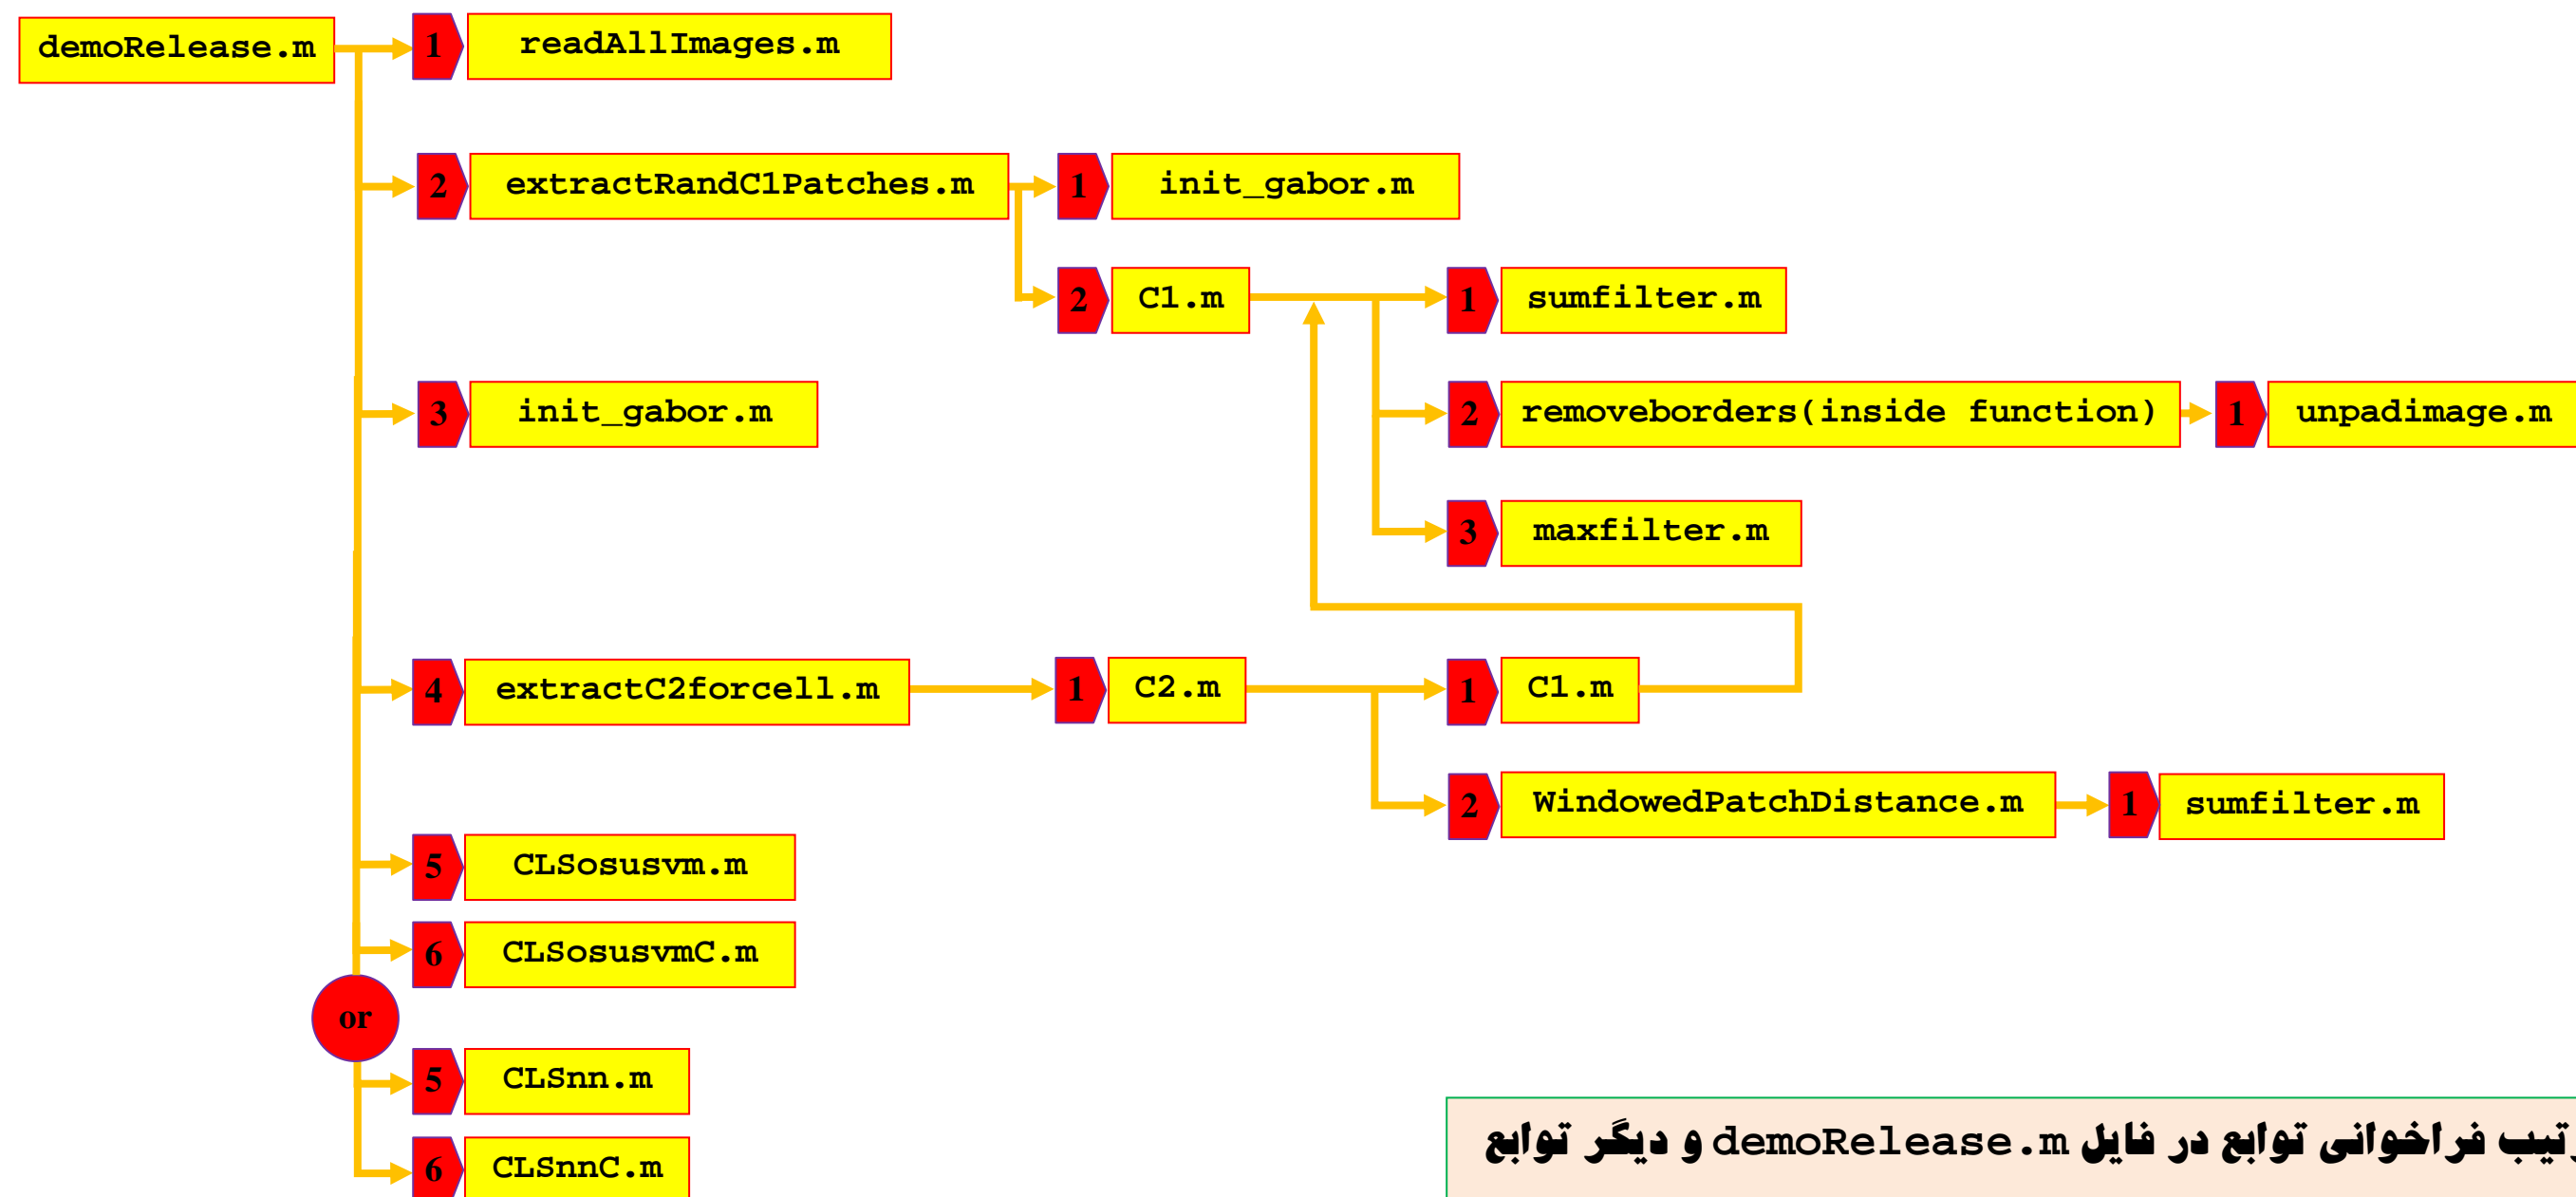 demoRelease.m
1 readAllImages.m
2 extractRandC1Patches.m
1 init_gabor.m
2 C1.m
1 sumfilter.m
2 removeborders(inside function)
1 unpadimage.m
3 maxfilter.m
3 init_gabor.m
4 extractC2forcell.m
1 C2.m
1 C1.m
2 WindowedPatchDistance.m
1 sumfilter.m
5 CLSosusvm.m
6 CLSosusvmC.m
or
5 CLSnn.m
6 CLSnnC.m
فراخوانی توابع در فایل demoRelease.m و دیگر توابع